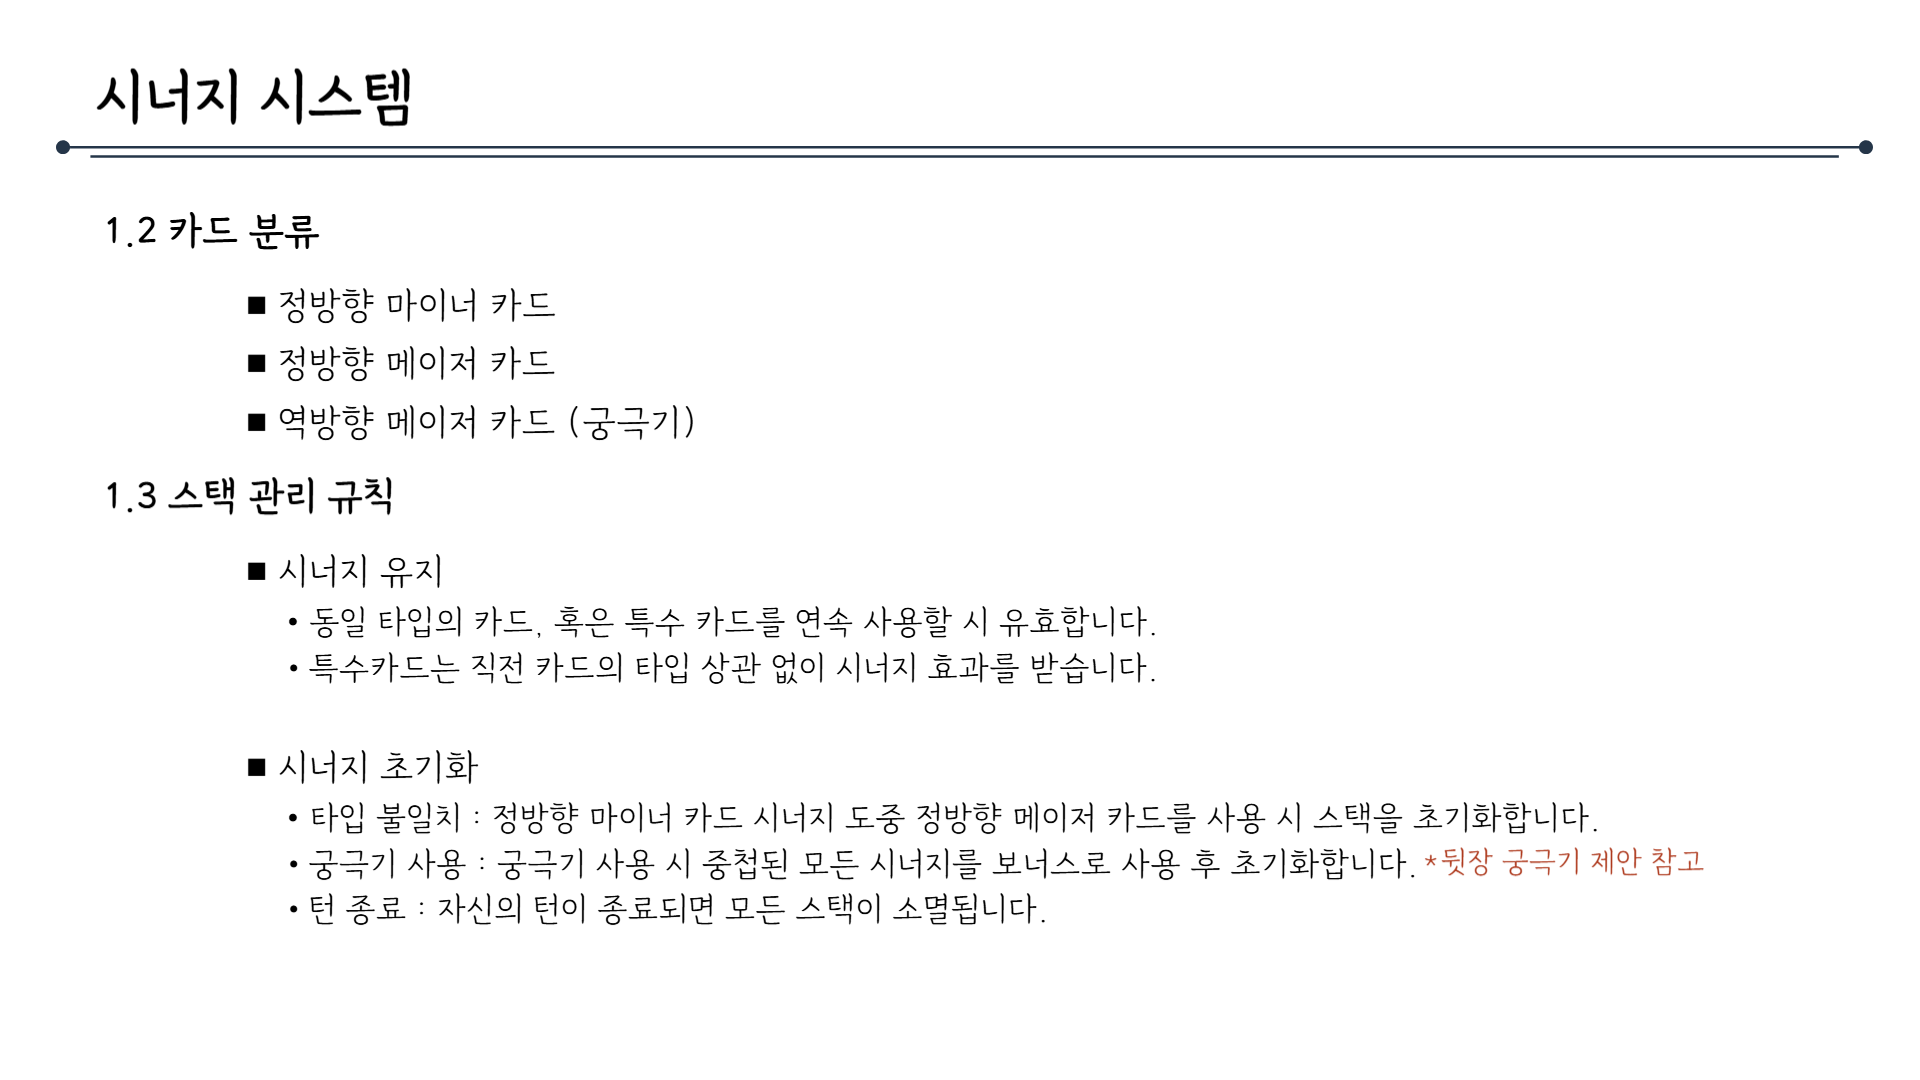 시너지 시스템
1.2 카드 분류
■ 정방향 마이너 카드
■ 정방향 메이저 카드
■ 역방향 메이저 카드 (궁극기)
1.3 스택 관리 규칙
■ 시너지 유지
• 동일 타입의 카드, 혹은 특수 카드를 연속 사용할 시 유효합니다.
• 특수카드는 직전 카드의 타입 상관 없이 시너지 효과를 받습니다.
■ 시너지 초기화
• 타입 불일치 : 정방향 마이너 카드 시너지 도중 정방향 메이저 카드를 사용 시 스택을 초기화합니다.
• 궁극기 사용 : 궁극기 사용 시 중첩된 모든 시너지를 보너스로 사용 후 초기화합니다. *뒷장 궁극기 제안 참고
• 턴 종료 : 자신의 턴이 종료되면 모든 스택이 소멸됩니다.